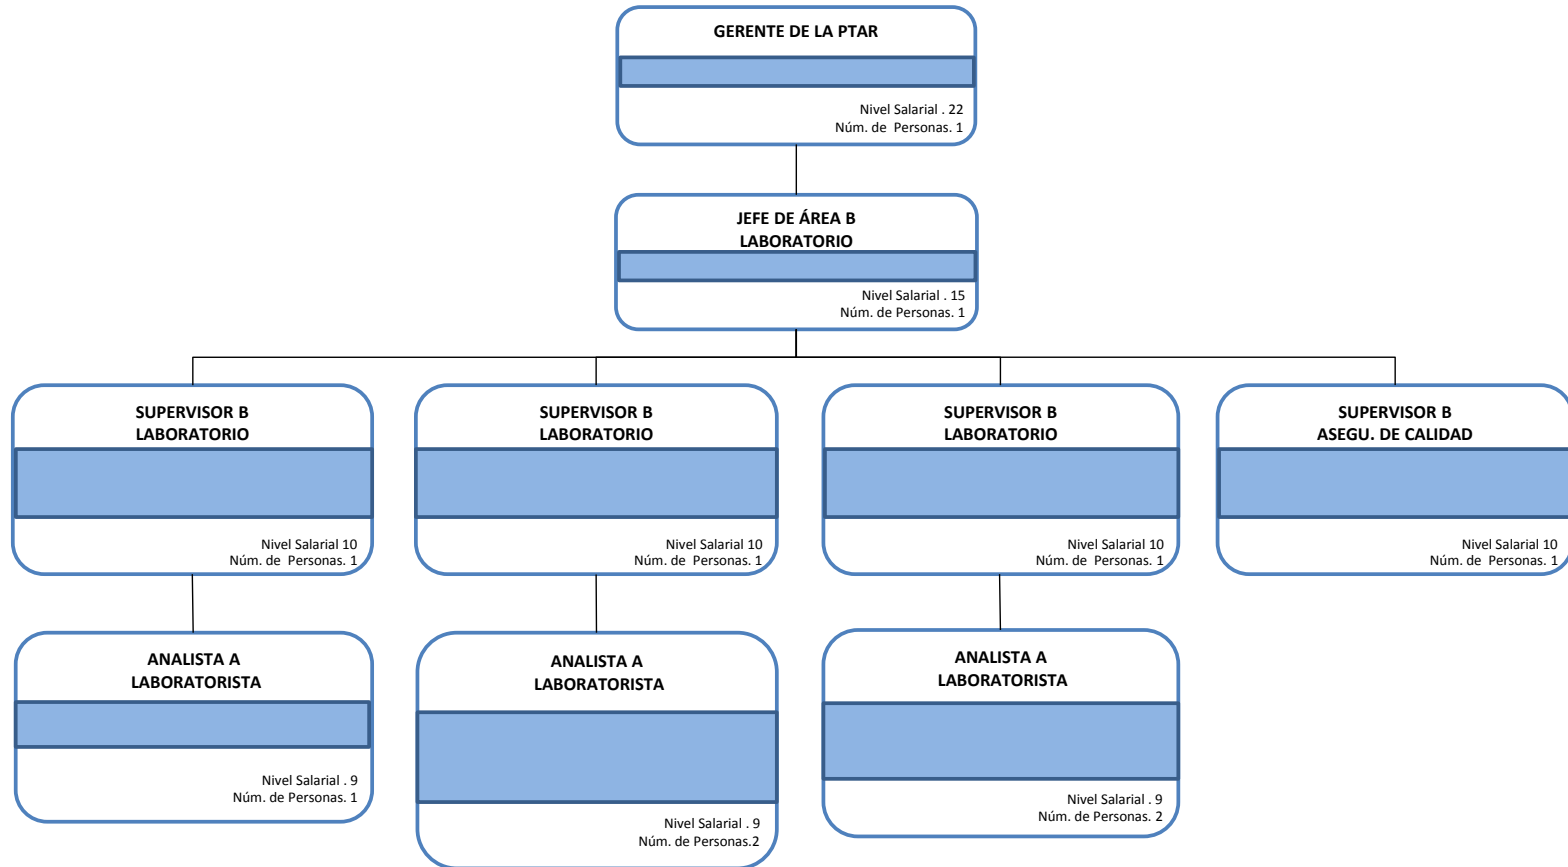 GERENTE DE LA PTAR
Nivel Salarial . 22
Núm. de  Personas. 1
JEFE DE ÁREA B
LABORATORIO
Nivel Salarial . 15
Núm. de Personas. 1
SUPERVISOR B
LABORATORIO
Nivel Salarial 10
Núm. de  Personas. 1
SUPERVISOR B
LABORATORIO
Nivel Salarial 10
Núm. de  Personas. 1
SUPERVISOR B
LABORATORIO
Nivel Salarial 10
Núm. de  Personas. 1
SUPERVISOR B
ASEGU. DE CALIDAD
Nivel Salarial 10
Núm. de  Personas. 1
ANALISTA A
LABORATORISTA
Nivel Salarial . 9
Núm. de Personas. 1
ANALISTA A
LABORATORISTA
Nivel Salarial . 9
Núm. de Personas.2
ANALISTA A
LABORATORISTA
Nivel Salarial . 9
Núm. de Personas. 2